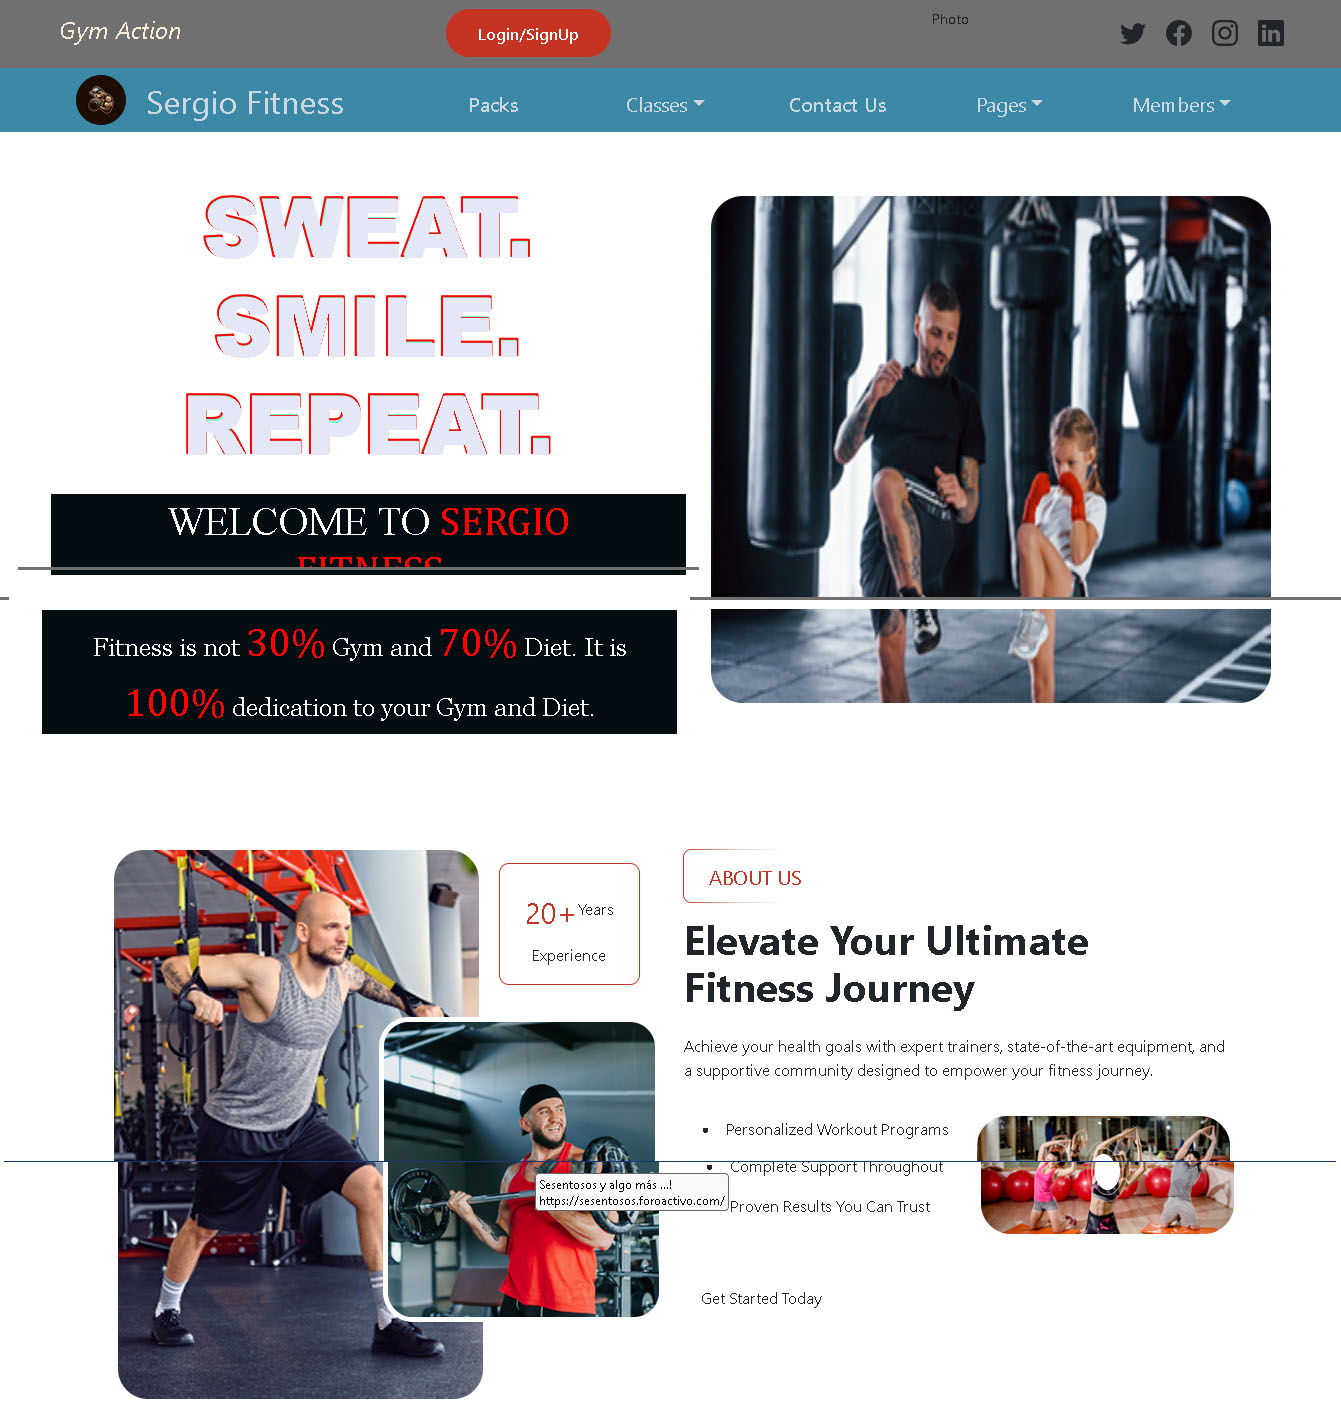 Gym Action
Login/SignUp
Photo
Sergio Fitness
Packs
Classes
Contact Us
Pages
Members
SWEAT.
SMILE.
REPEAT.
WELCOME TO SERGIO
FITNESS
Fitness is not 30% Gym and 70% Diet. It is
100% dedication to your Gym and Diet.
20+ Years
Experience
ABOUT US
Elevate Your Ultimate
Fitness Journey
Achieve your health goals with expert trainers, state-of-the-art equipment, and
a supportive community designed to empower your fitness journey.
• Personalized Workout Programs
• Complete Support Throughout
Sesentosos y algo más ...!
https://sesentosos.foroactivo.com/
Proven Results You Can Trust
Get Started Today